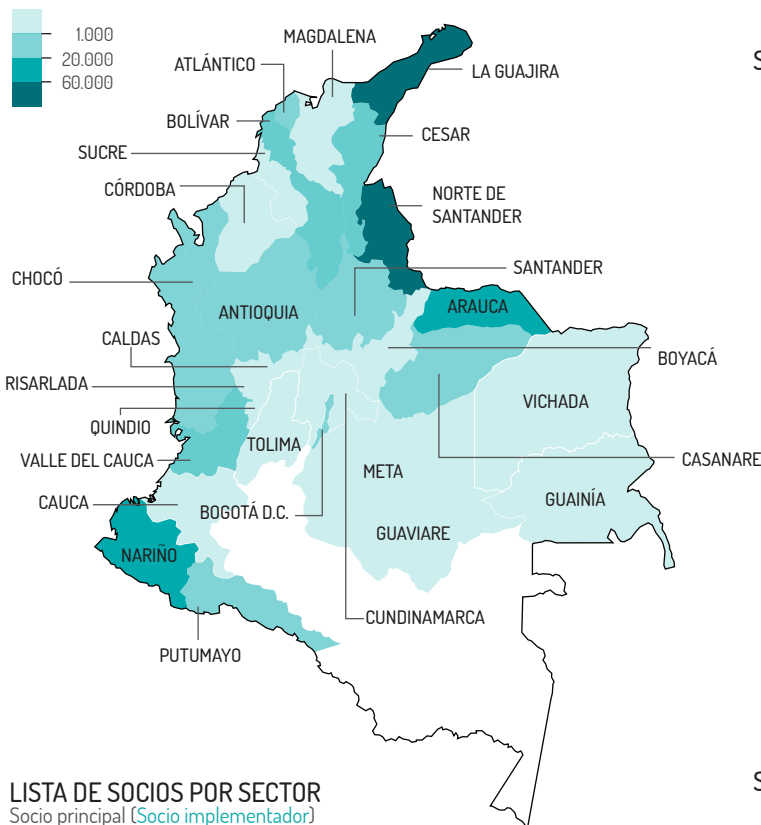 1.000
20.000
60.000
MAGDALENA
ATLÁNTICO
LA GUAJIRA
BOLÍVAR
CESAR
SUCRE
CÓRDOBA
NORTE DE
SANTANDER
CHOCÓ
SANTANDER
ANTIOQUIA
ARAUCA
CALDAS
BOYACÁ
RISARLADA
VICHADA
QUINDIO
TOLIMA
VALLE DEL CAUCA
META
CASANARE
CAUCA
BOGOTÁ D.C.
GUAINÍA
GUAVIARE
NARIÑO
CUNDINAMARCA
PUTUMAYO
LISTA DE SOCIOS POR SECTOR
Socio principal (Socio implementador)
S
S